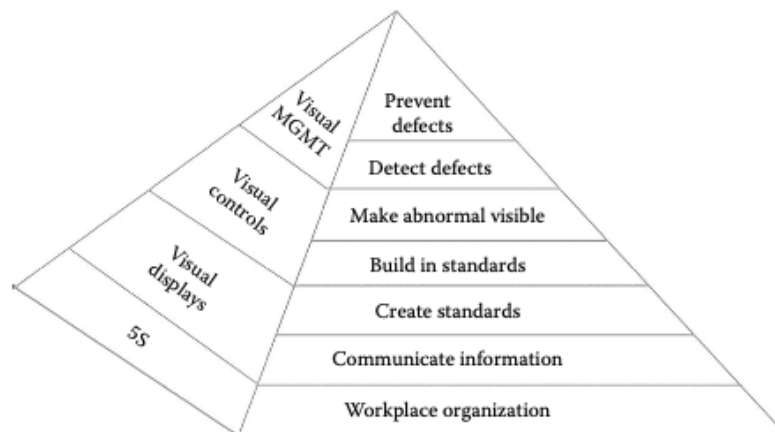 Visual
MGMT
Visual
controls
Visual
displays
5S
Prevent
defects
Detect defects
Make abnormal visible
Build in standards
Create standards
Communicate information
Workplace organization